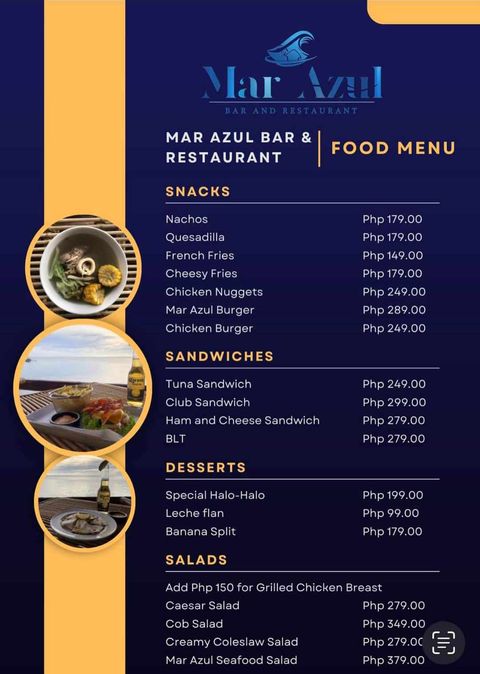 Mar Azul
BAR AND RESTAURANT
MAR AZUL BAR &
RESTAURANT
FOOD MENU
SNACKS
Nachos Php 179.00
Quesadilla Php 179.00
French Fries Php 149.00
Cheesy Fries Php 179.00
Chicken Nuggets Php 249.00
Mar Azul Burger Php 289.00
Chicken Burger Php 249.00
SANDWICHES
Tuna Sandwich Php 249.00
Club Sandwich Php 299.00
Ham and Cheese Sandwich Php 279.00
BLT Php 279.00
DESSERTS
Special Halo-Halo Php 199.00
Leche flan Php 99.00
Banana Split Php 179.00
SALADS
Add Php 150 for Grilled Chicken Breast
Caesar Salad Php 279.00
Cob Salad Php 349.00
Creamy Coleslaw Salad Php 279.00
Mar Azul Seafood Salad Php 379.00